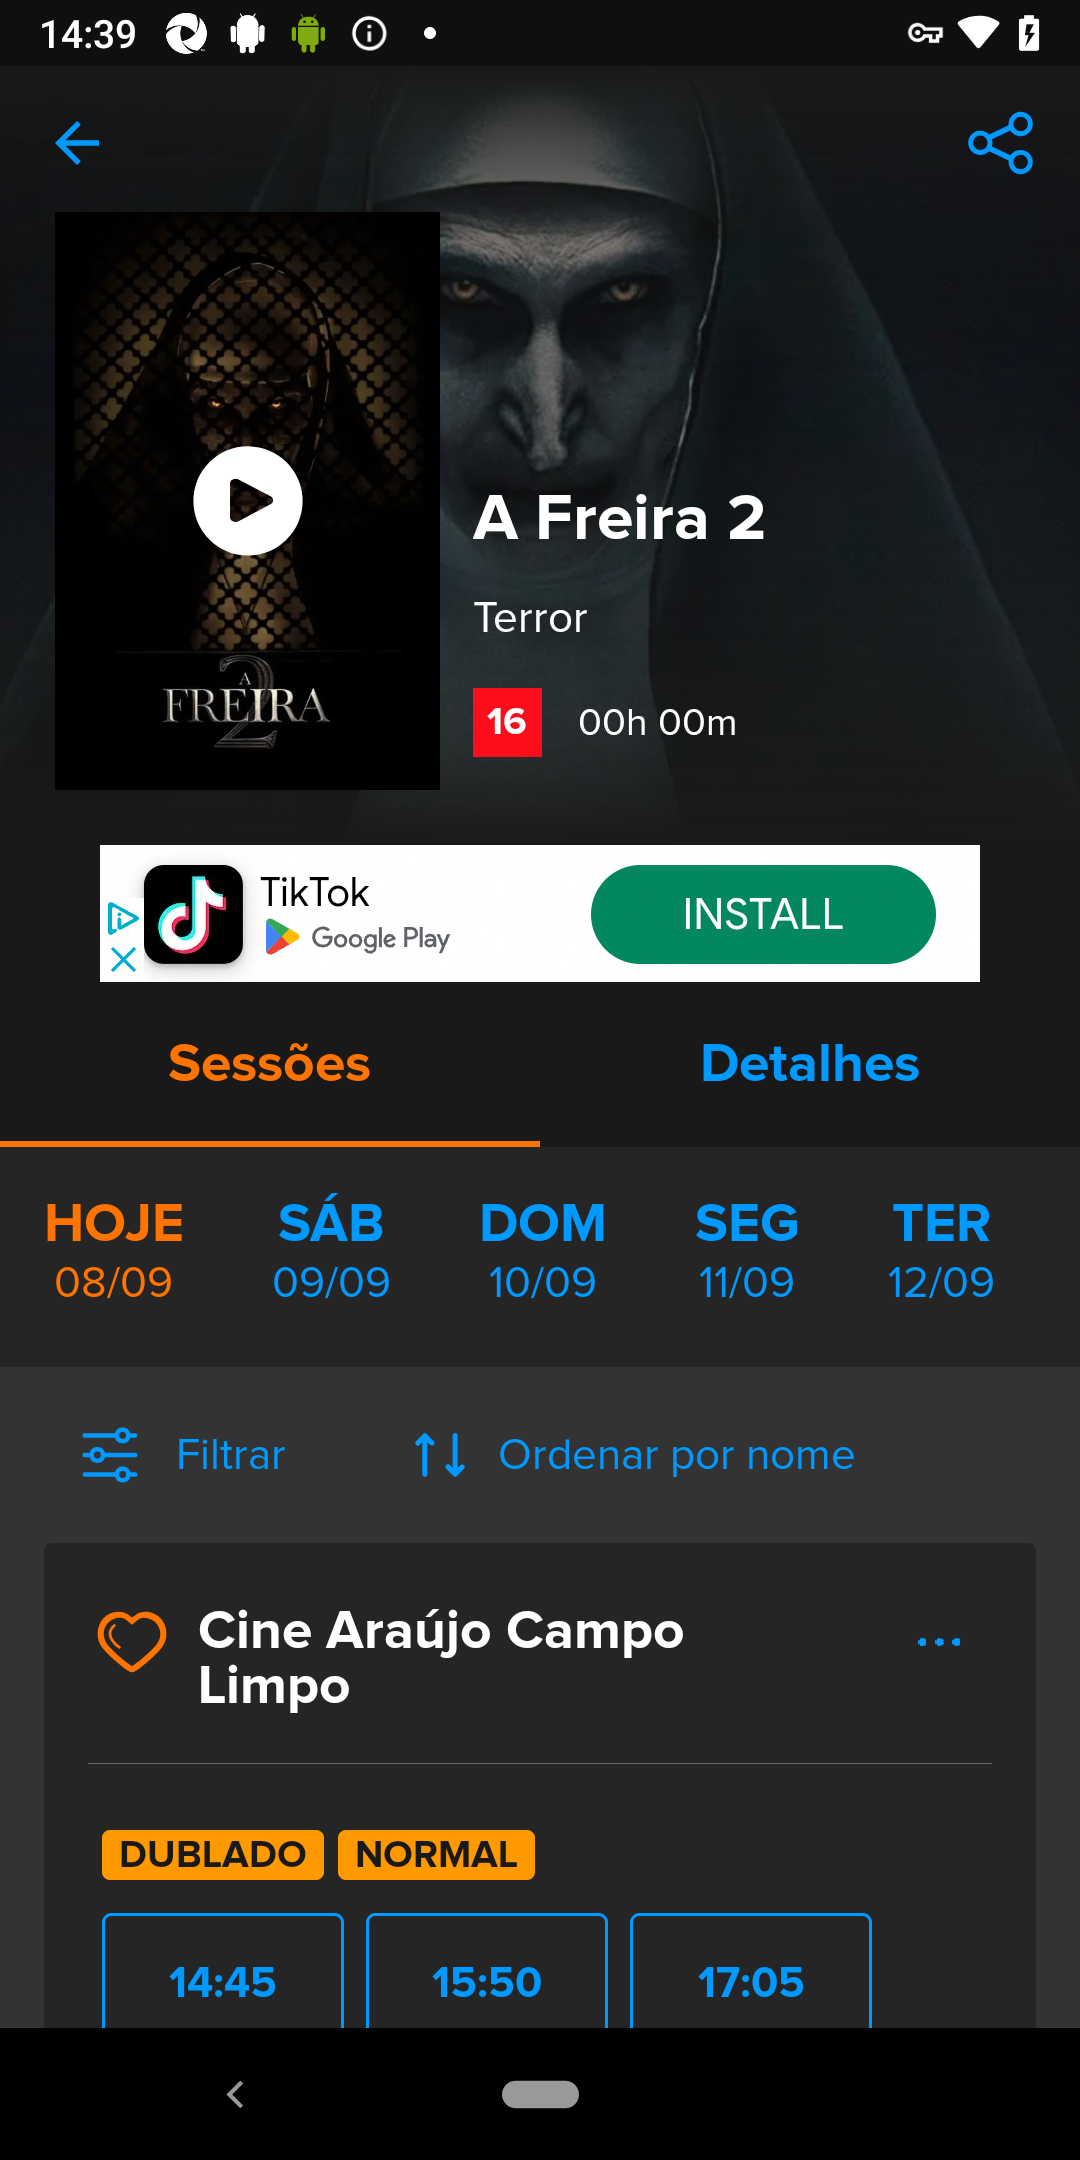 14:39
A
FREIRA
2
A Freira 2
Terror
16 00h 00m
TikTok
Google Play
INSTALL
Sessões Detalhes
HOJE SÁB DOM SEG TER
08/09 09/09 10/09 11/09 12/09
Filtrar Ordenar por nome
Cine Araújo Campo
Limpo
DUBLADO NORMAL
14:45 15:50 17:05